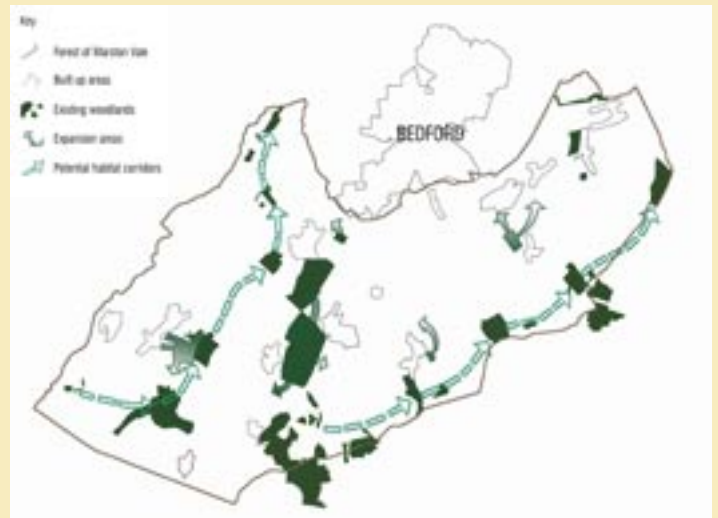 Key
Forest of Marston Vale
Built up areas
Existing woodlands
Expansion areas
Potential habitat corridors
BEDFORD